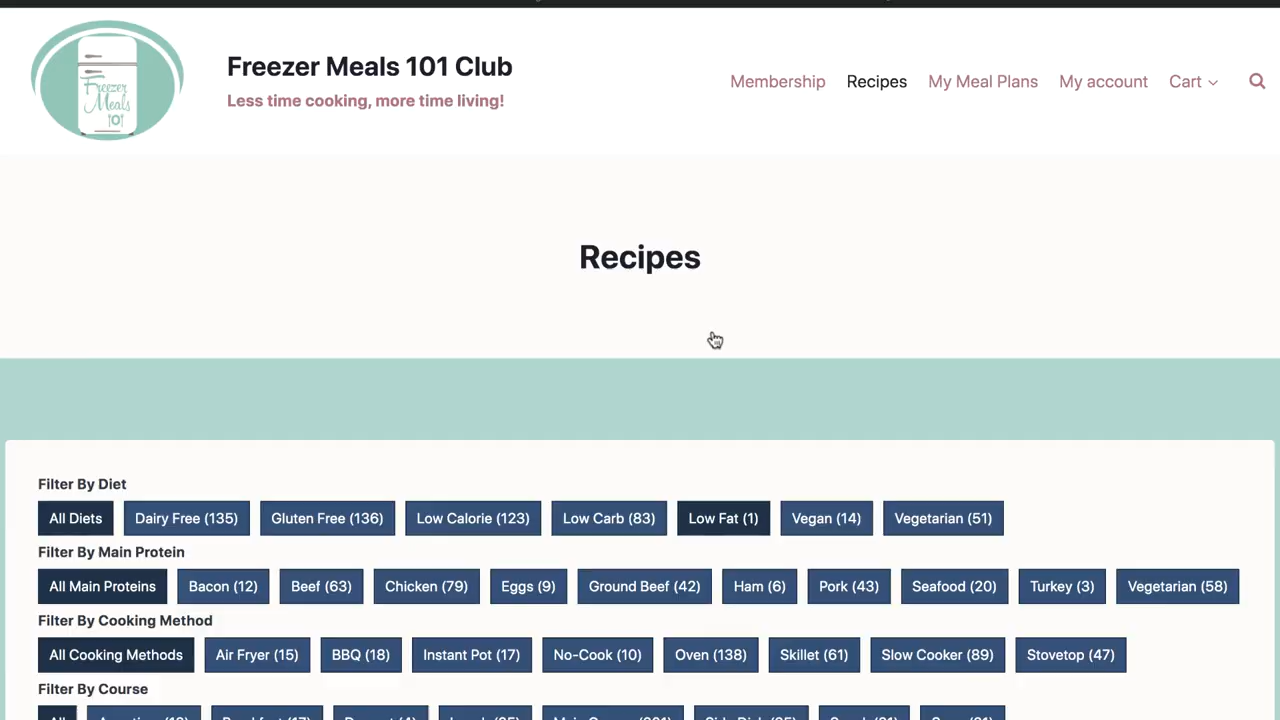 Freezer Meals 101 Club
Less time cooking, more time living!
Freezer
Meals
101
Membership Recipes My Meal Plans My account Cart
Recipes
Filter By Diet
All Diets Dairy Free (135) Gluten Free (136) Low Calorie (123) Low Carb (83) Low Fat (1) Vegan (14) Vegetarian (51)
Filter By Main Protein
All Main Proteins Bacon (12) Beef (63) Chicken (79) Eggs (9) Ground Beef (42) Ham (6) Pork (43) Seafood (20) Turkey (3) Vegetarian (58)
Filter By Cooking Method
All Cooking Methods Air Fryer (15) BBQ (18) Instant Pot (17) No-Cook (10) Oven (138) Skillet (61) Slow Cooker (89) Stovetop (47)
Filter By Course